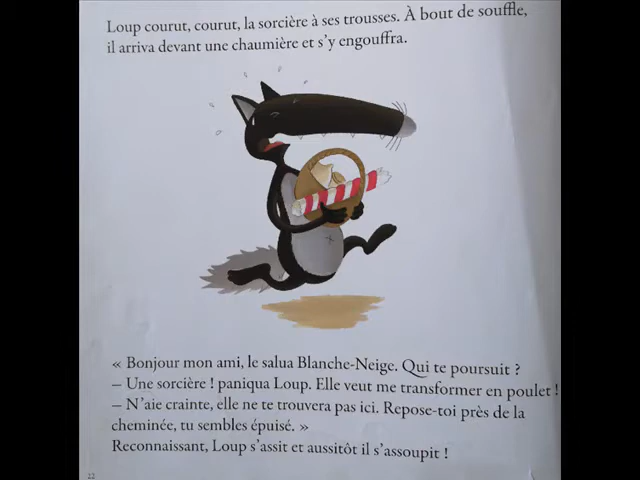 Loup courut, courut, la sorcière à ses trousses. À bout de souffle,
il arriva devant une chaumière et s'y engouffra.
« Bonjour mon ami, le salua Blanche-Neige. Qui te poursuit ?
– Une sorcière ! paniqua Loup. Elle veut me transformer en poulet !
– N'aie crainte, elle ne te trouvera pas ici. Repose-toi près de la
cheminée, tu sembles épuisé. »
Reconnaissant, Loup s'assit et aussitôt il s'assoupit !
22